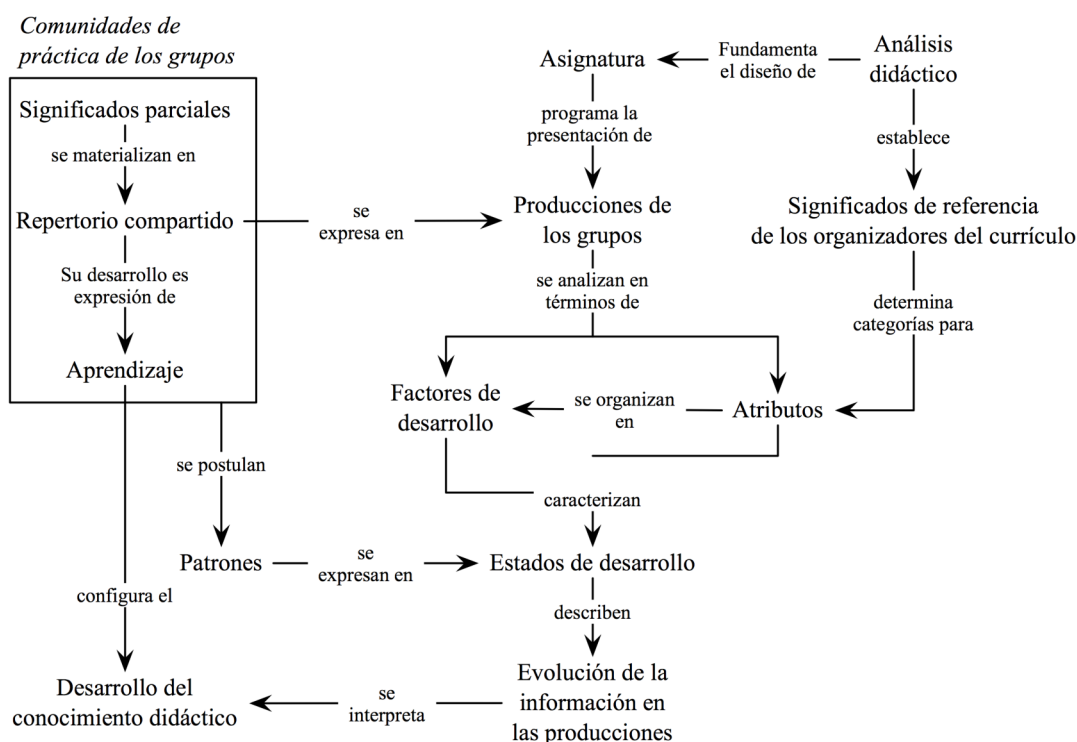 Comunidades de
práctica de los grupos
Significados parciales
se materializan en
Repertorio compartido
Su desarrollo es
expresión de
Aprendizaje
se
expresa en
Asignatura
Fundamenta
el diseño de
Análisis
didáctico
programa la
presentación de
establece
Producciones de
los grupos
Significados de referencia
de los organizadores del currículo
se analizan en
términos de
determina
categorías para
Factores de
desarrollo
se organizan
en
Atributos
se postulan
caracterizan
Patrones
se
expresan en
Estados de desarrollo
configura el
describen
Desarrollo del
conocimiento didáctico
se
interpreta
Evolución de la
información en
las producciones